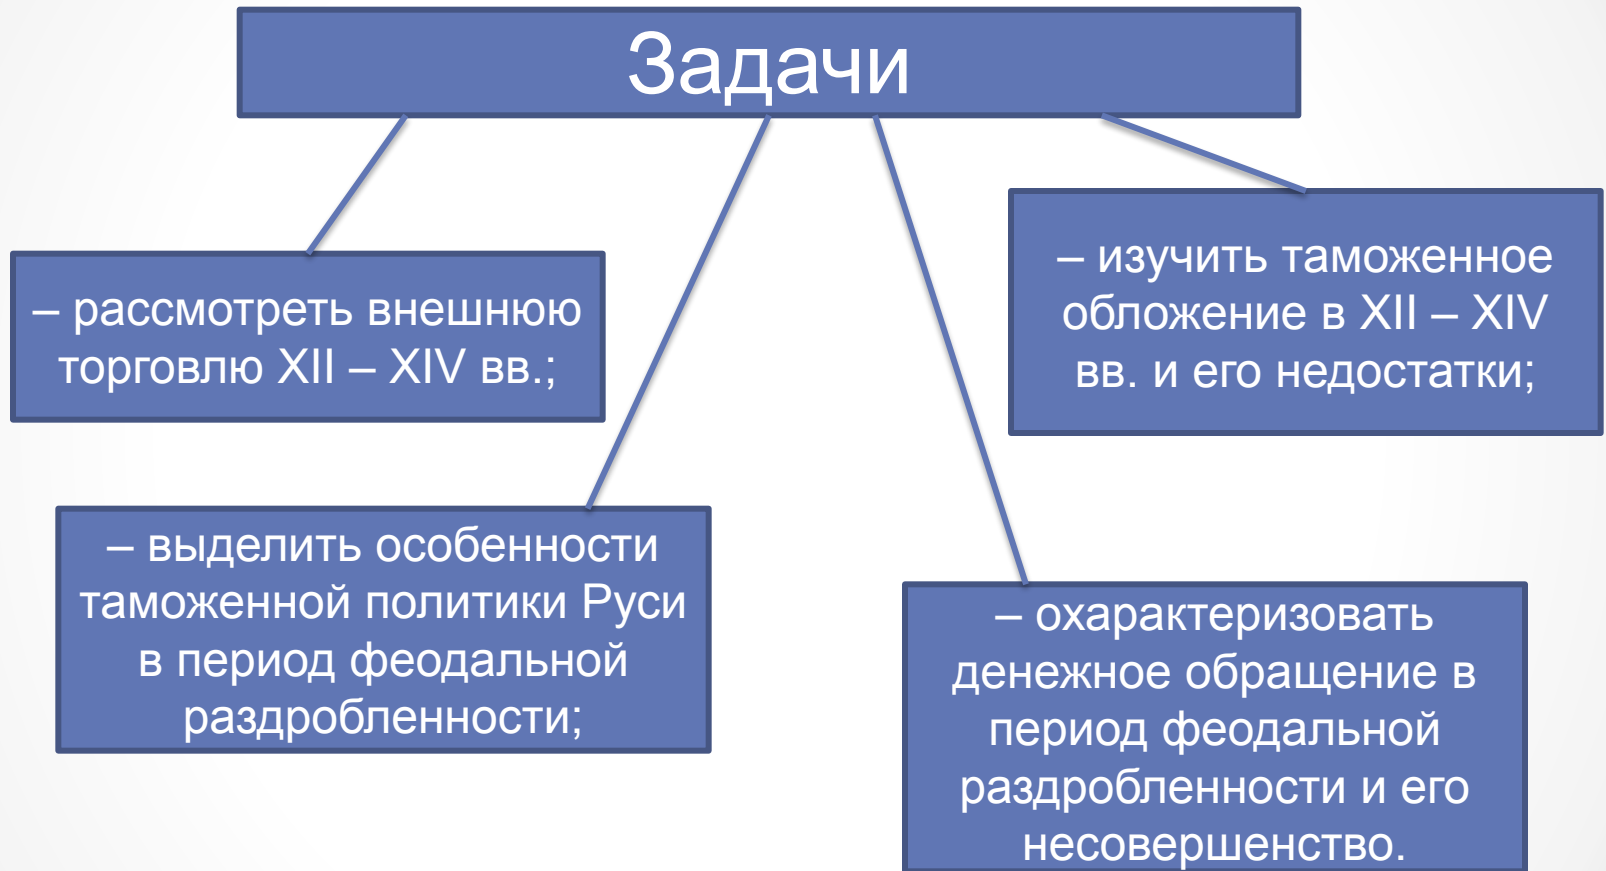 Задачи
– рассмотреть внешнюю
торговлю XII – XIV вв.;
– выделить особенности
таможенной политики Руси
в период феодальной
раздробленности;
– охарактеризовать
денежное обращение в
период феодальной
раздробленности и его
несовершенство.
– изучить таможенное
обложение в XII – XIV
вв. и его недостатки;